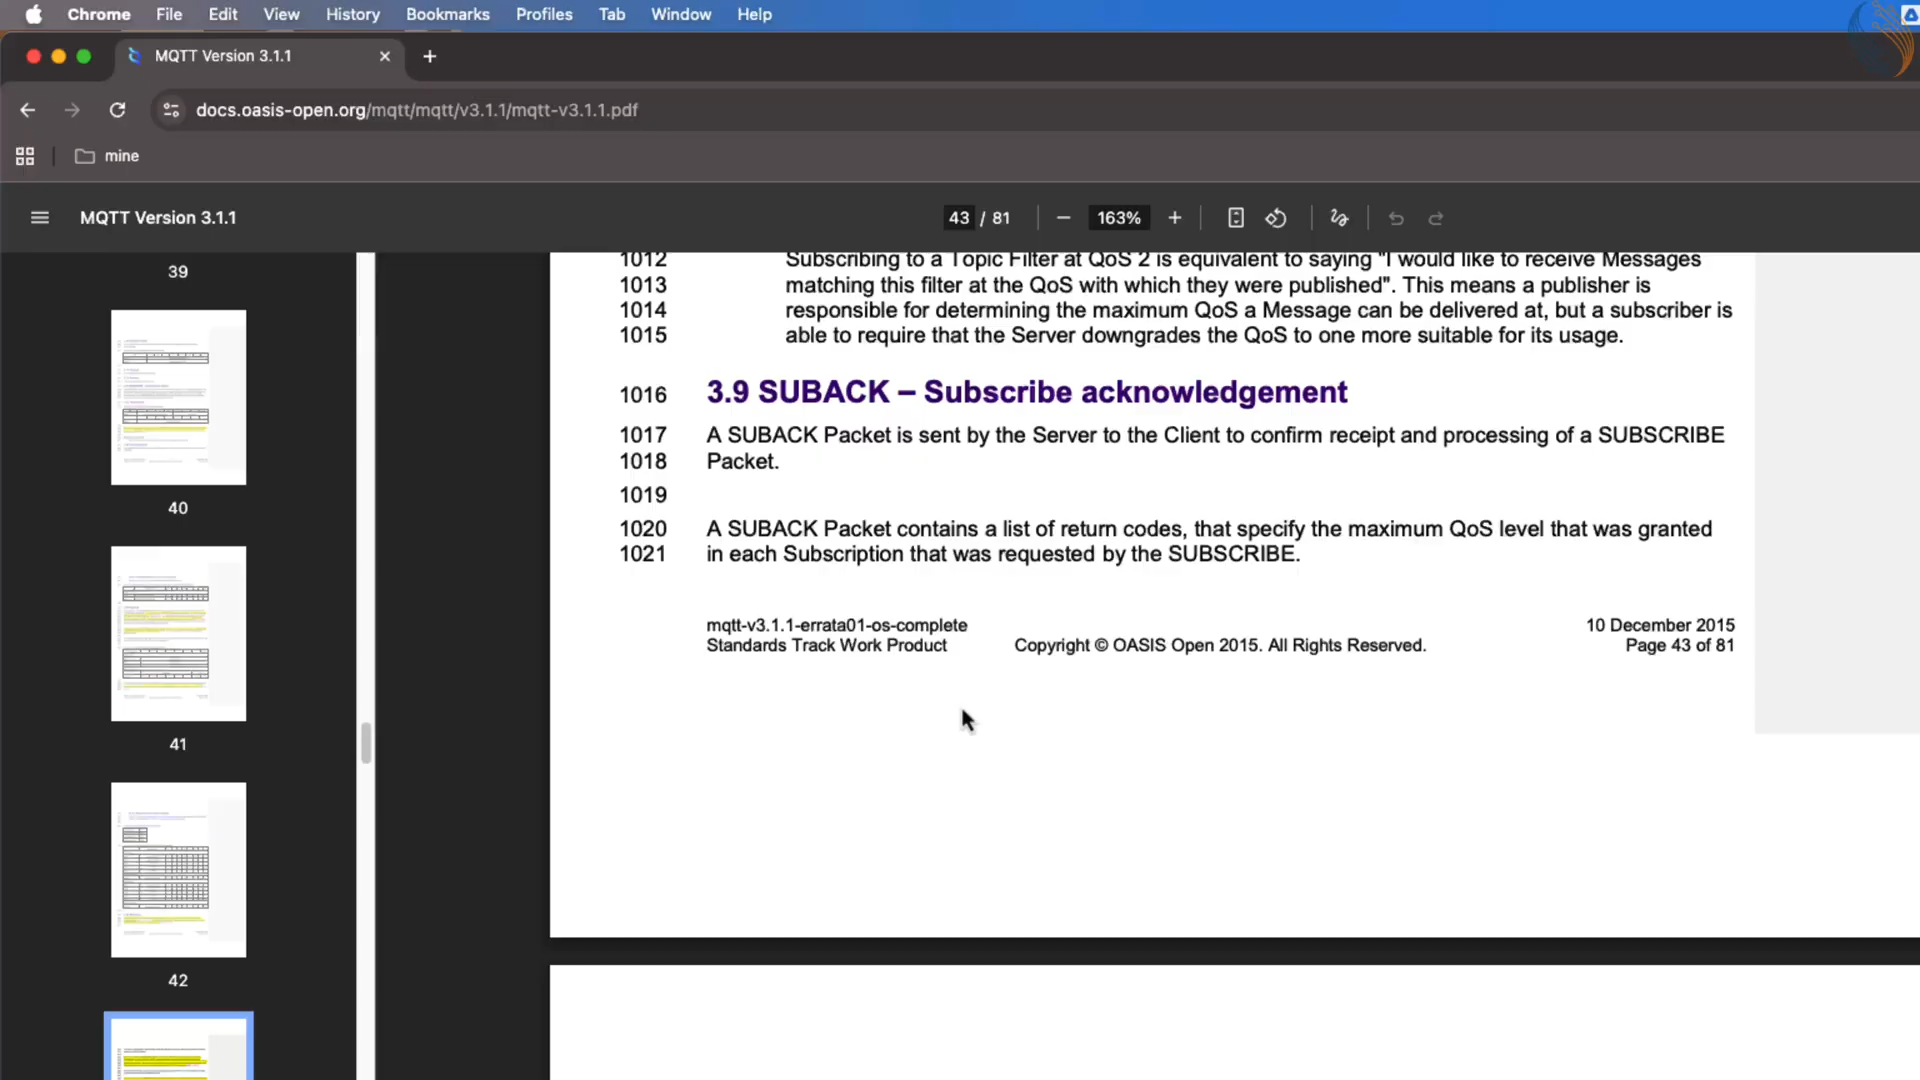 Chrome File Edit View History Bookmarks Profiles Tab Window Help
MQTT Version 3.1.1
docs.oasis-open.org/mqtt/mqtt/v3.1.1/mqtt-v3.1.1.pdf
mine
MQTT Version 3.1.1
43 / 81
163%
39
40
41
42
1012 Subscribing to a Topic Filter at QoS 2 is equivalent to saying "I would like to receive Messages
1013 matching this filter at the QoS with which they were published". This means a publisher is
1014 responsible for determining the maximum QoS a Message can be delivered at, but a subscriber is
1015 able to require that the Server downgrades the QoS to one more suitable for its usage.
1016 3.9 SUBACK – Subscribe acknowledgement
1017 A SUBACK Packet is sent by the Server to the Client to confirm receipt and processing of a SUBSCRIBE
1018 Packet.
1019
1020 A SUBACK Packet contains a list of return codes, that specify the maximum QoS level that was granted
1021 in each Subscription that was requested by the SUBSCRIBE.
mqtt-v3.1.1-errata01-os-complete 10 December 2015
Standards Track Work Product Copyright © OASIS Open 2015. All Rights Reserved. Page 43 of 81